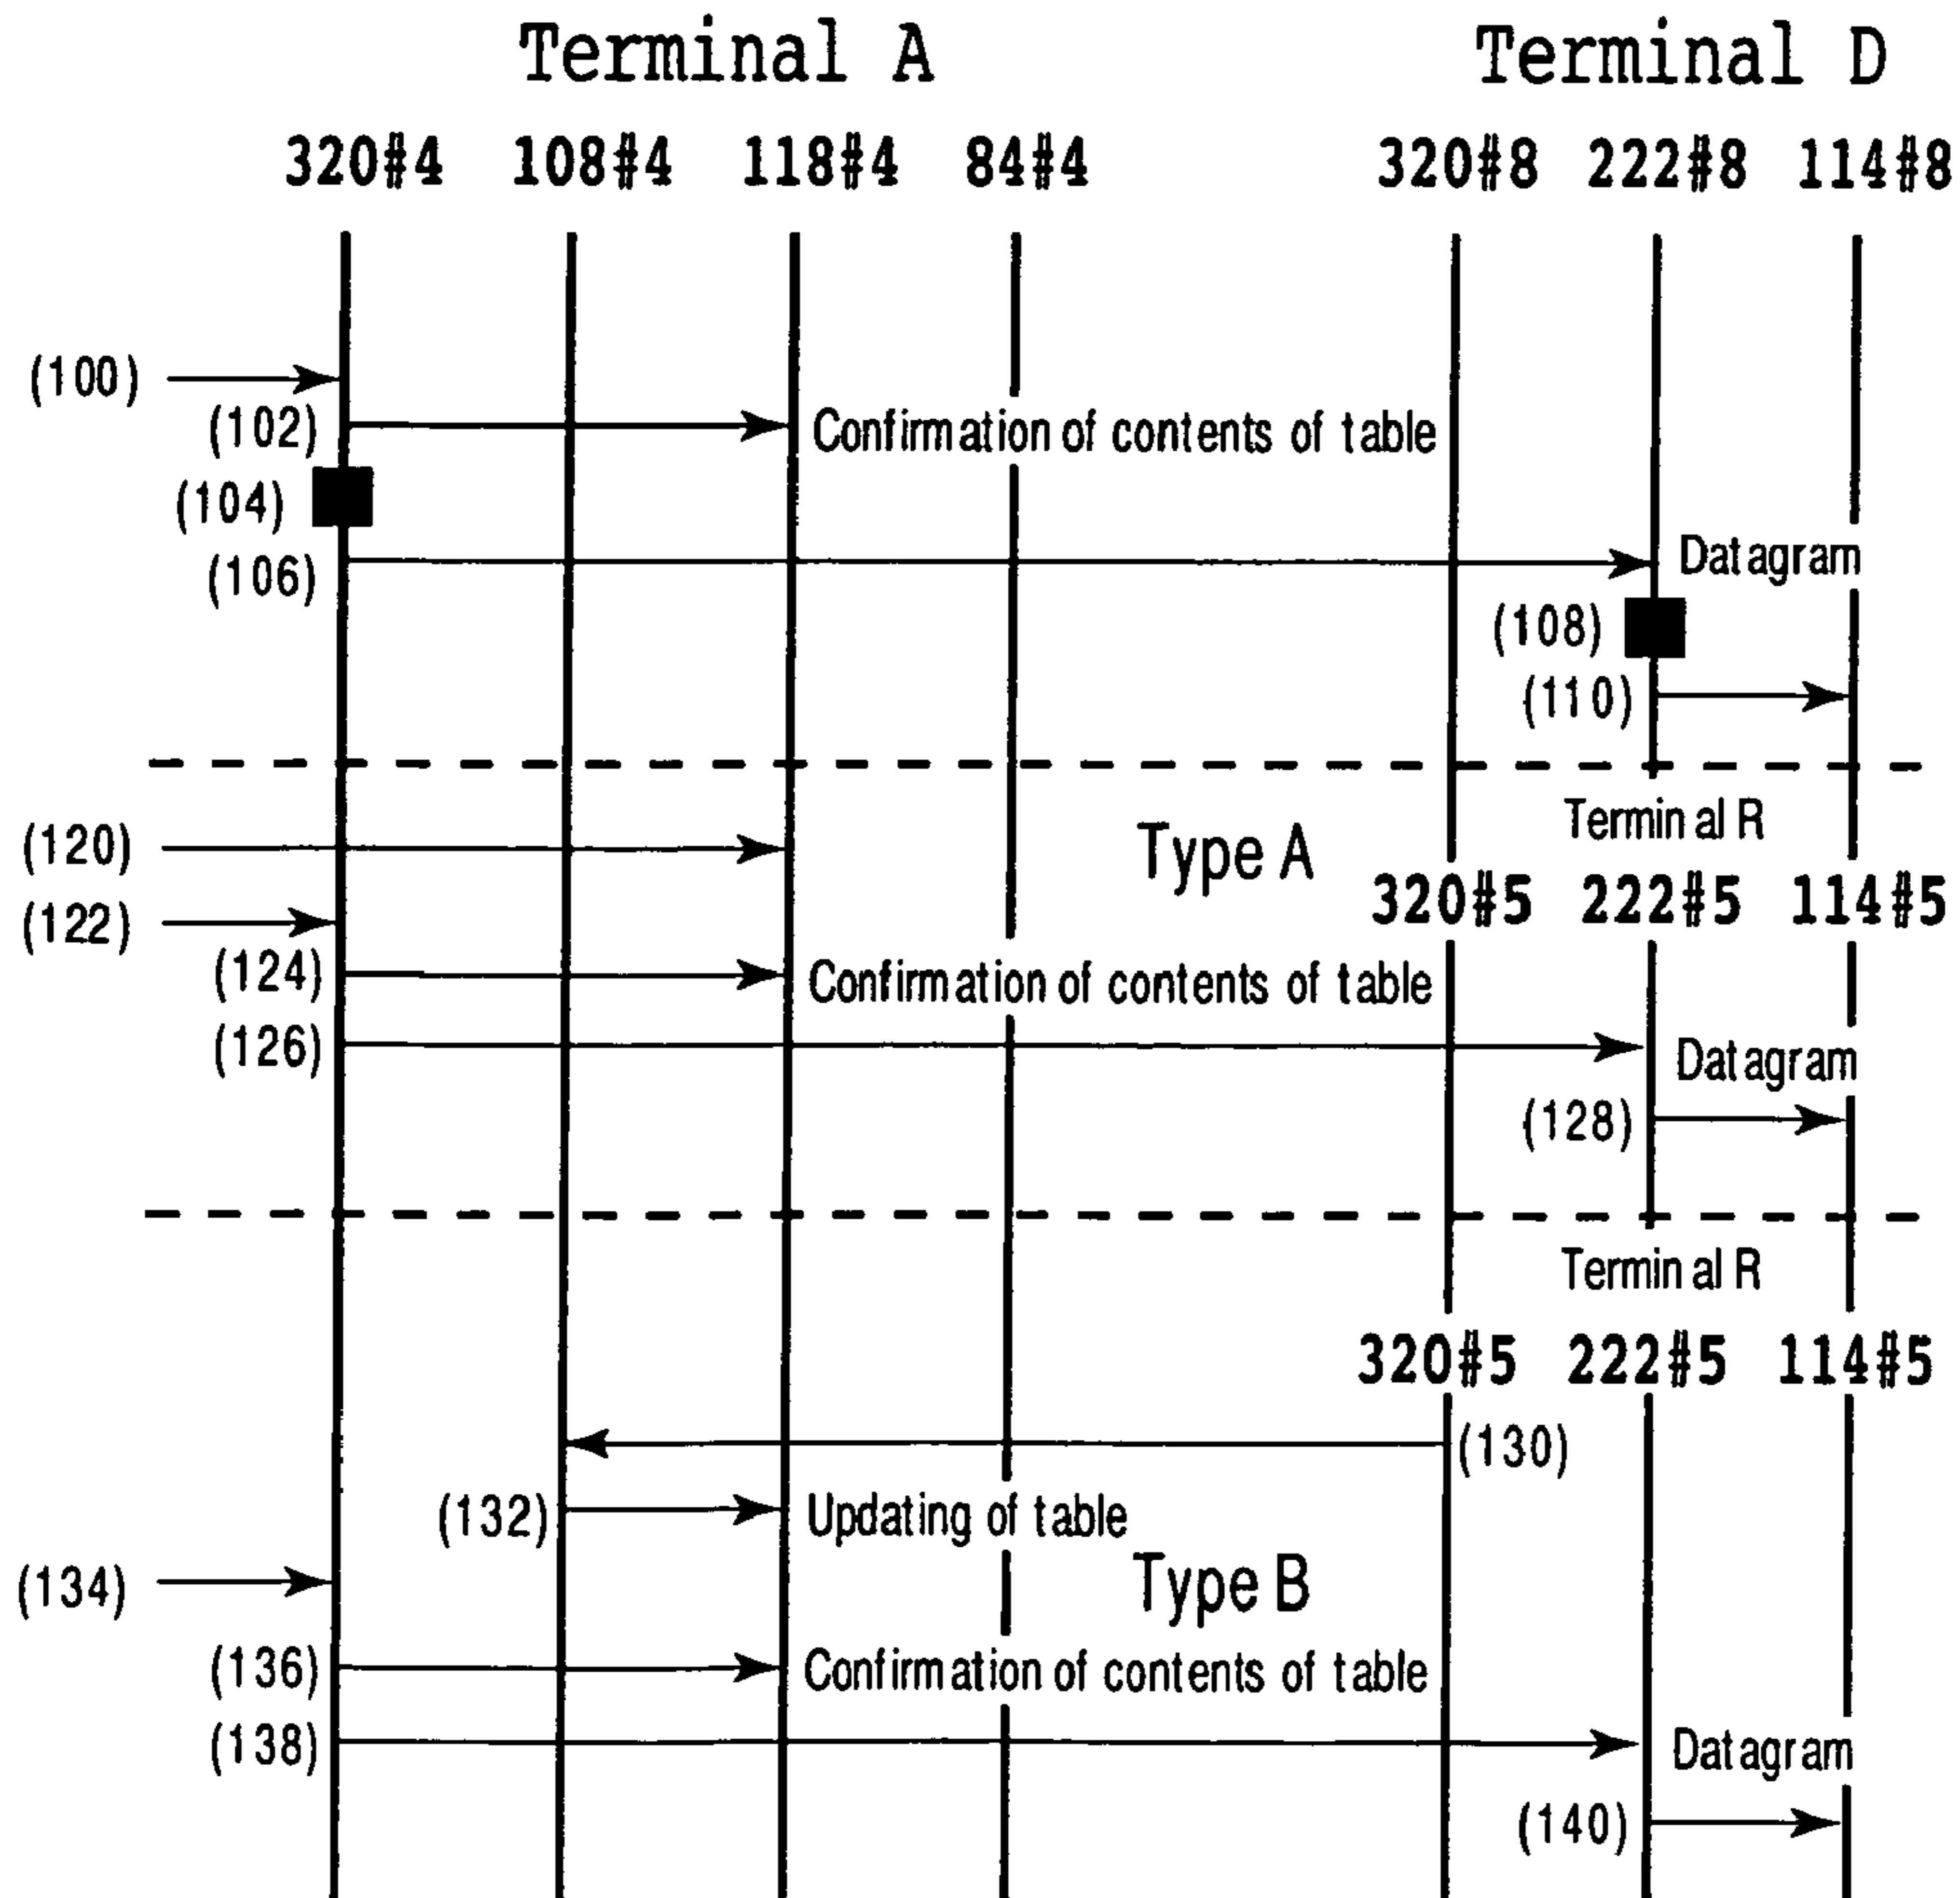 Terminal A Terminal D
320#4 108#4 118#4 84#4 320#8 222#8 114#8
(100)
(102) Confirmation of contents of table
(104)
(106) Datagram
(108)
(110)
Terminal R
(120) Type A
320#5 222#5 114#5
(122)
(124) Confirmation of contents of table
(126) Datagram
(128)
Terminal R
320#5 222#5 114#5
(130)
(132) Updating of table
(134) Type B
(136) Confirmation of contents of table
(138) Datagram
(140)